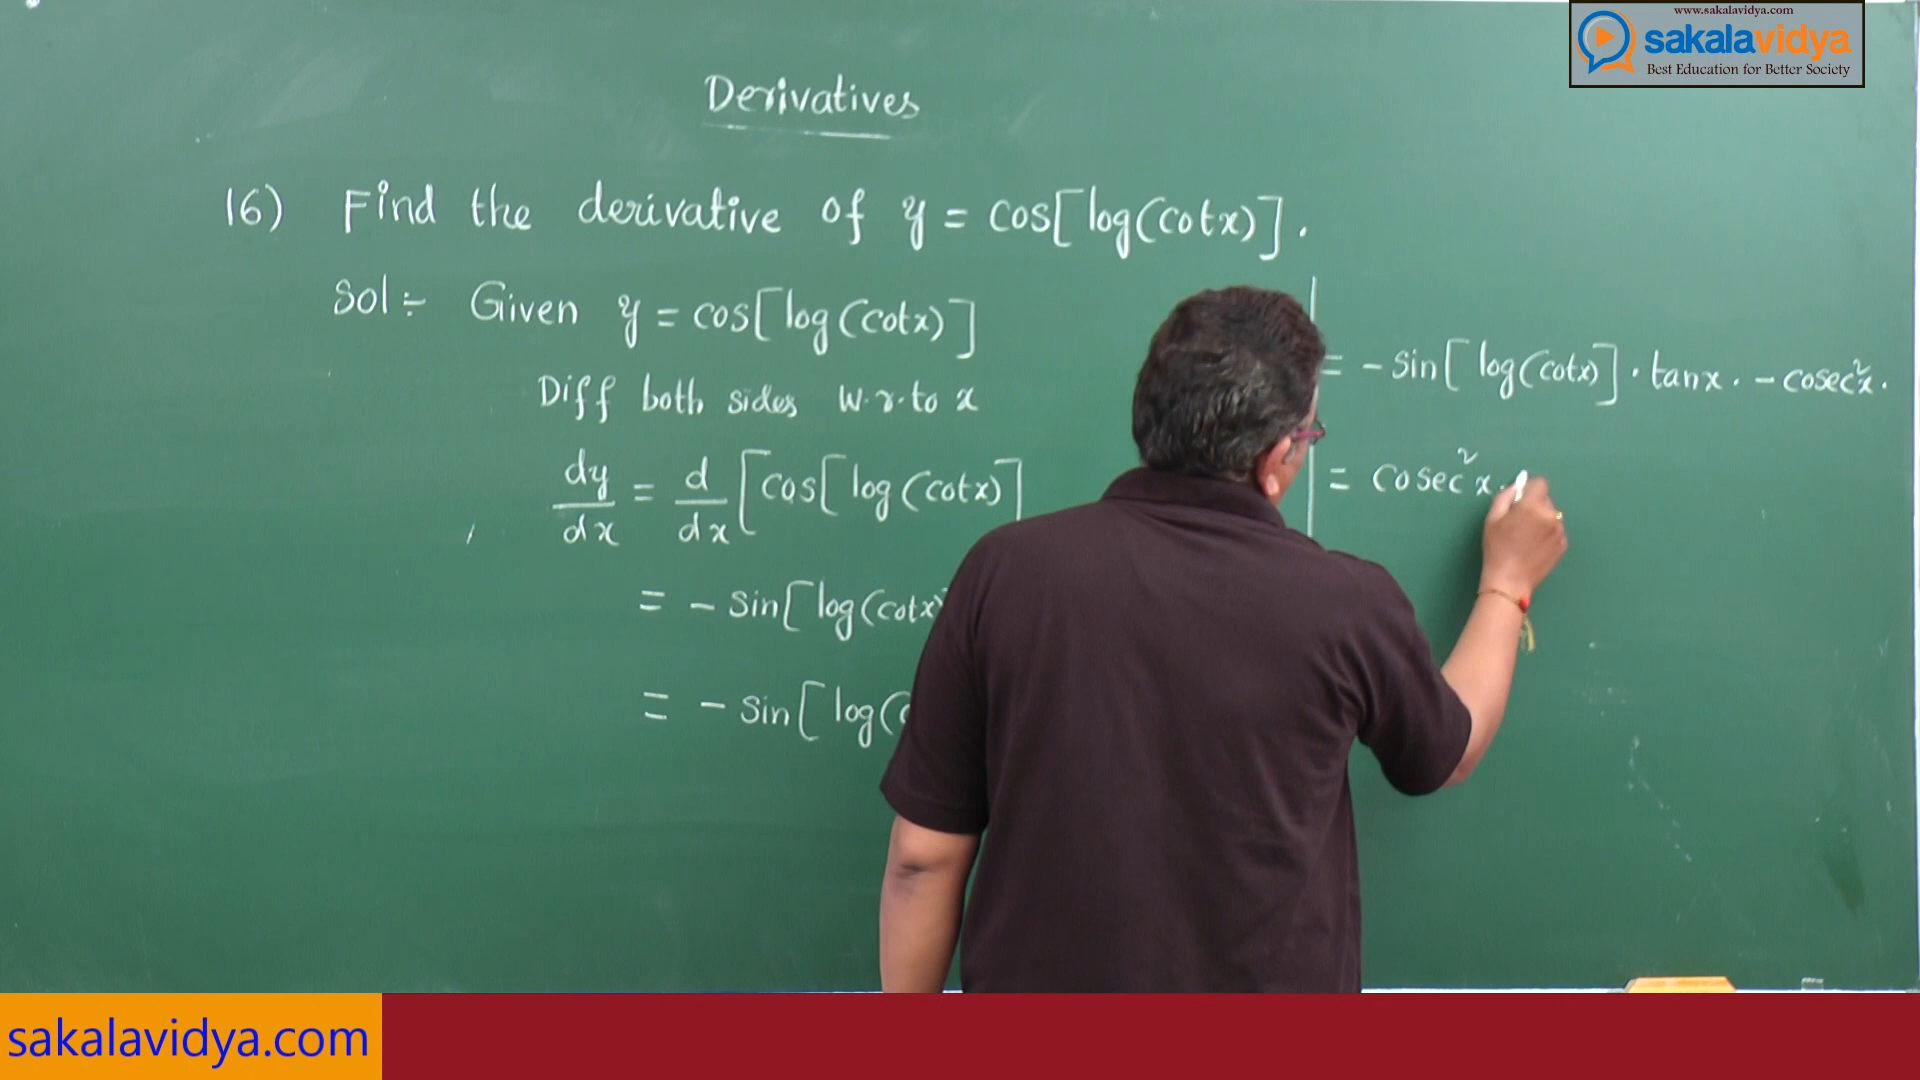 www.sakalavidya.com
sakalavidya
Best Education for Better Society
Derivatives
16) Find the derivative of y = cos[log(cotx)].
Sol:- Given y = cos[log(cotx)]
Diff both sides w.r.to x
dy/dx = d/dx [cos[log(cotx)]
= - sin[log(cotx)
= - sin[log(
= - sin[log(cotx)] · tanx · - cosec²x.
= cosec²x.
sakalavidya.com